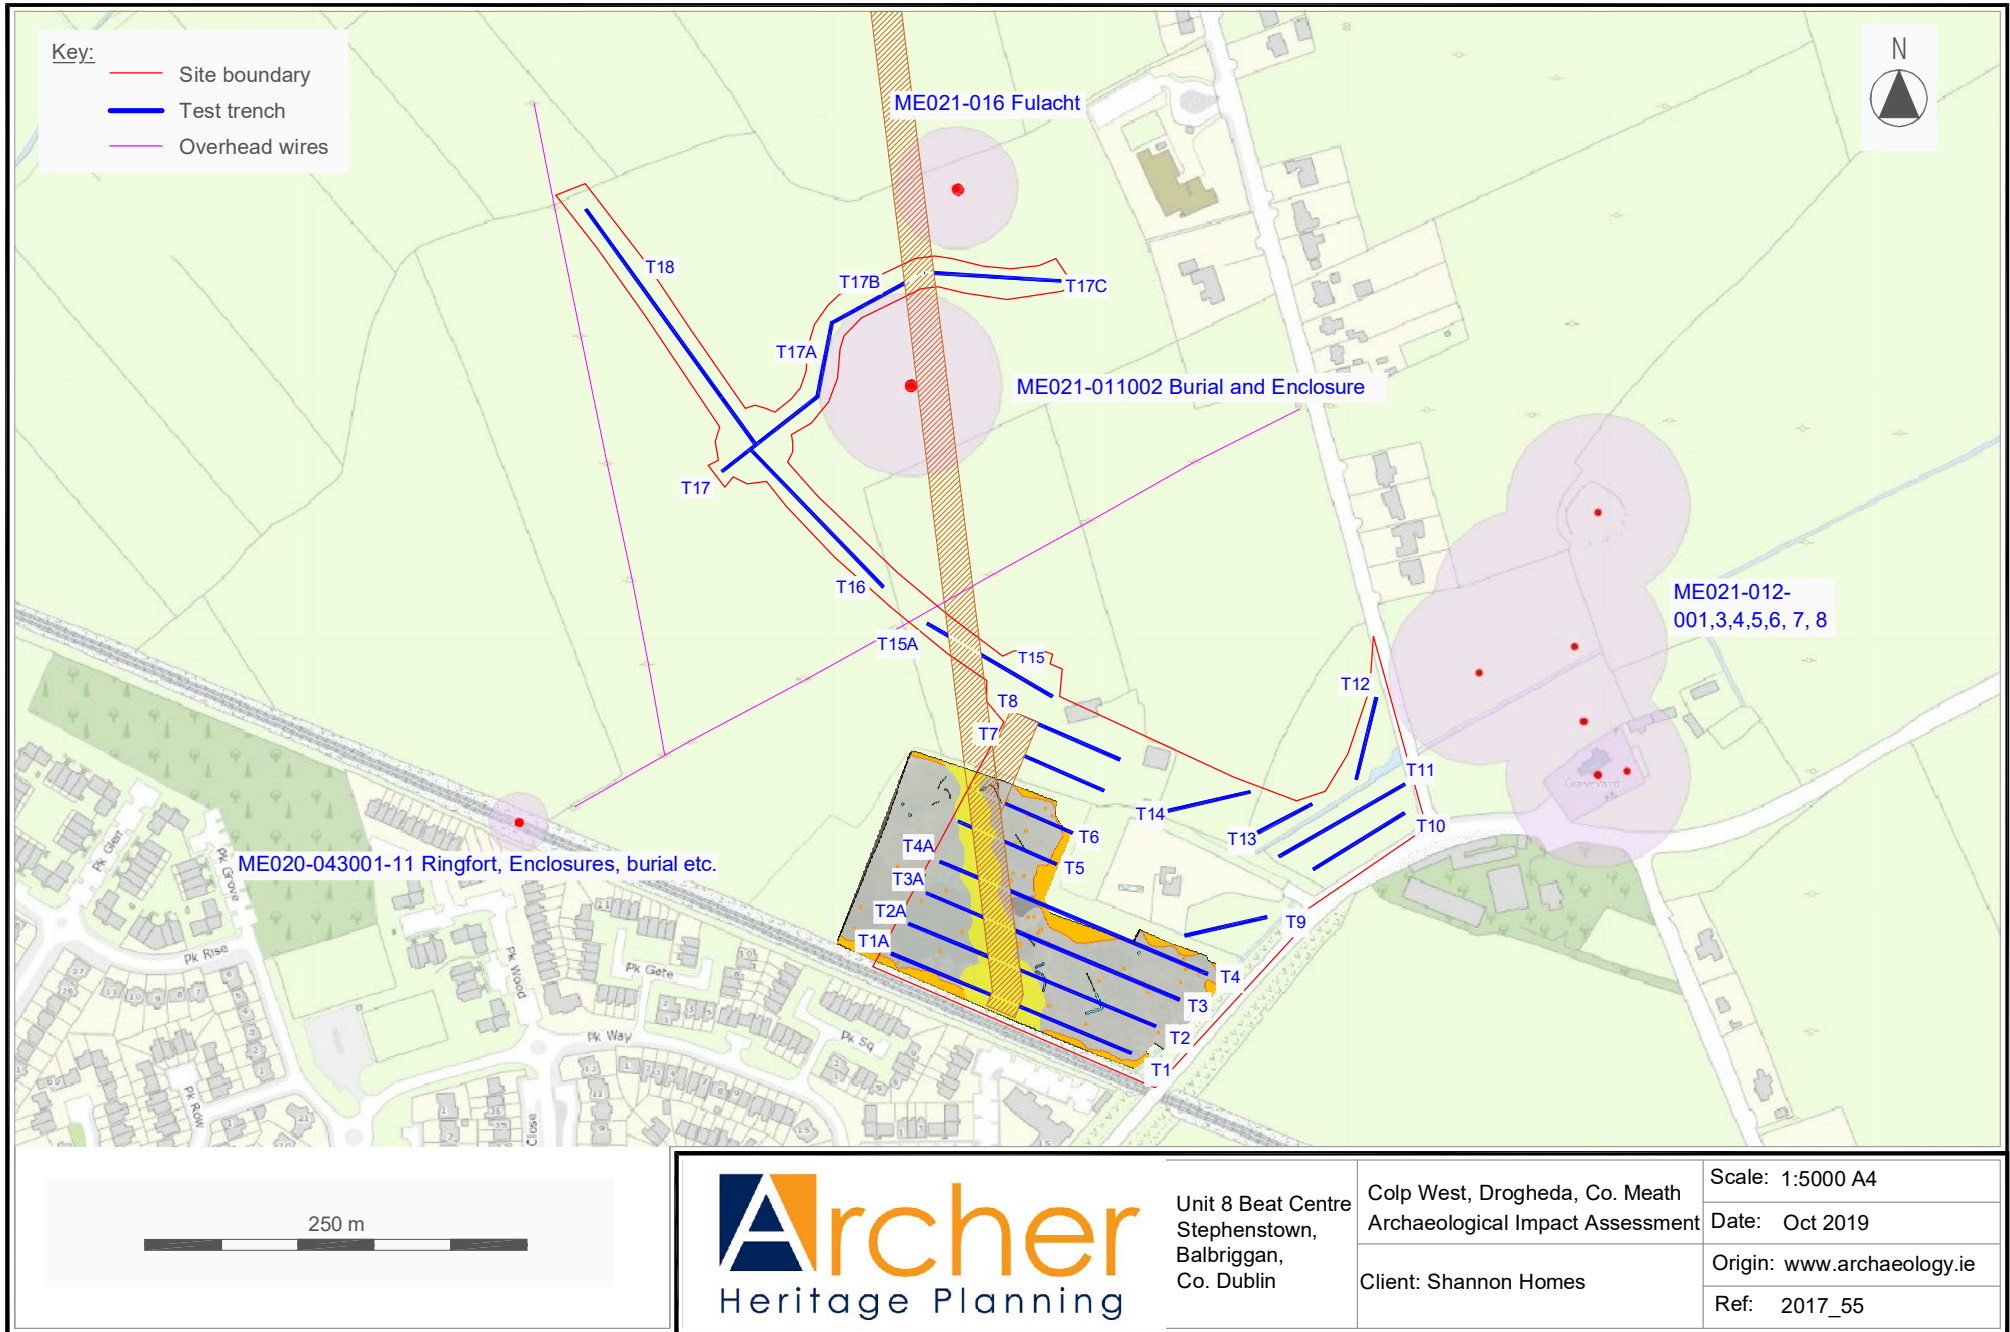 Key:
Site boundary
Test trench
Overhead wires
N
ME021-016 Fulacht
T18
T17B
T17C
T17A
ME021-011002 Burial and Enclosure
T17
T16
T15A
T15
T8
T7
ME021-012-
001,3,4,5,6, 7, 8
T12
T11
T10
T14
T13
Graveyard
T6
T5
T4A
T3A
T2A
T1A
T9
T4
T3
T2
T1
ME020-043001-11 Ringfort, Enclosures, burial etc.
Pk Glen
Pk Grove
Pk Rise
Pk Wood
Pk Gate
Pk Way
Pk Sq
Pk Row
Close
250 m
Archer
Heritage Planning
Unit 8 Beat Centre
Stephenstown,
Balbriggan,
Co. Dublin
Colp West, Drogheda, Co. Meath
Archaeological Impact Assessment
Client: Shannon Homes
Scale: 1:5000 A4
Date: Oct 2019
Origin: www.archaeology.ie
Ref: 2017_55